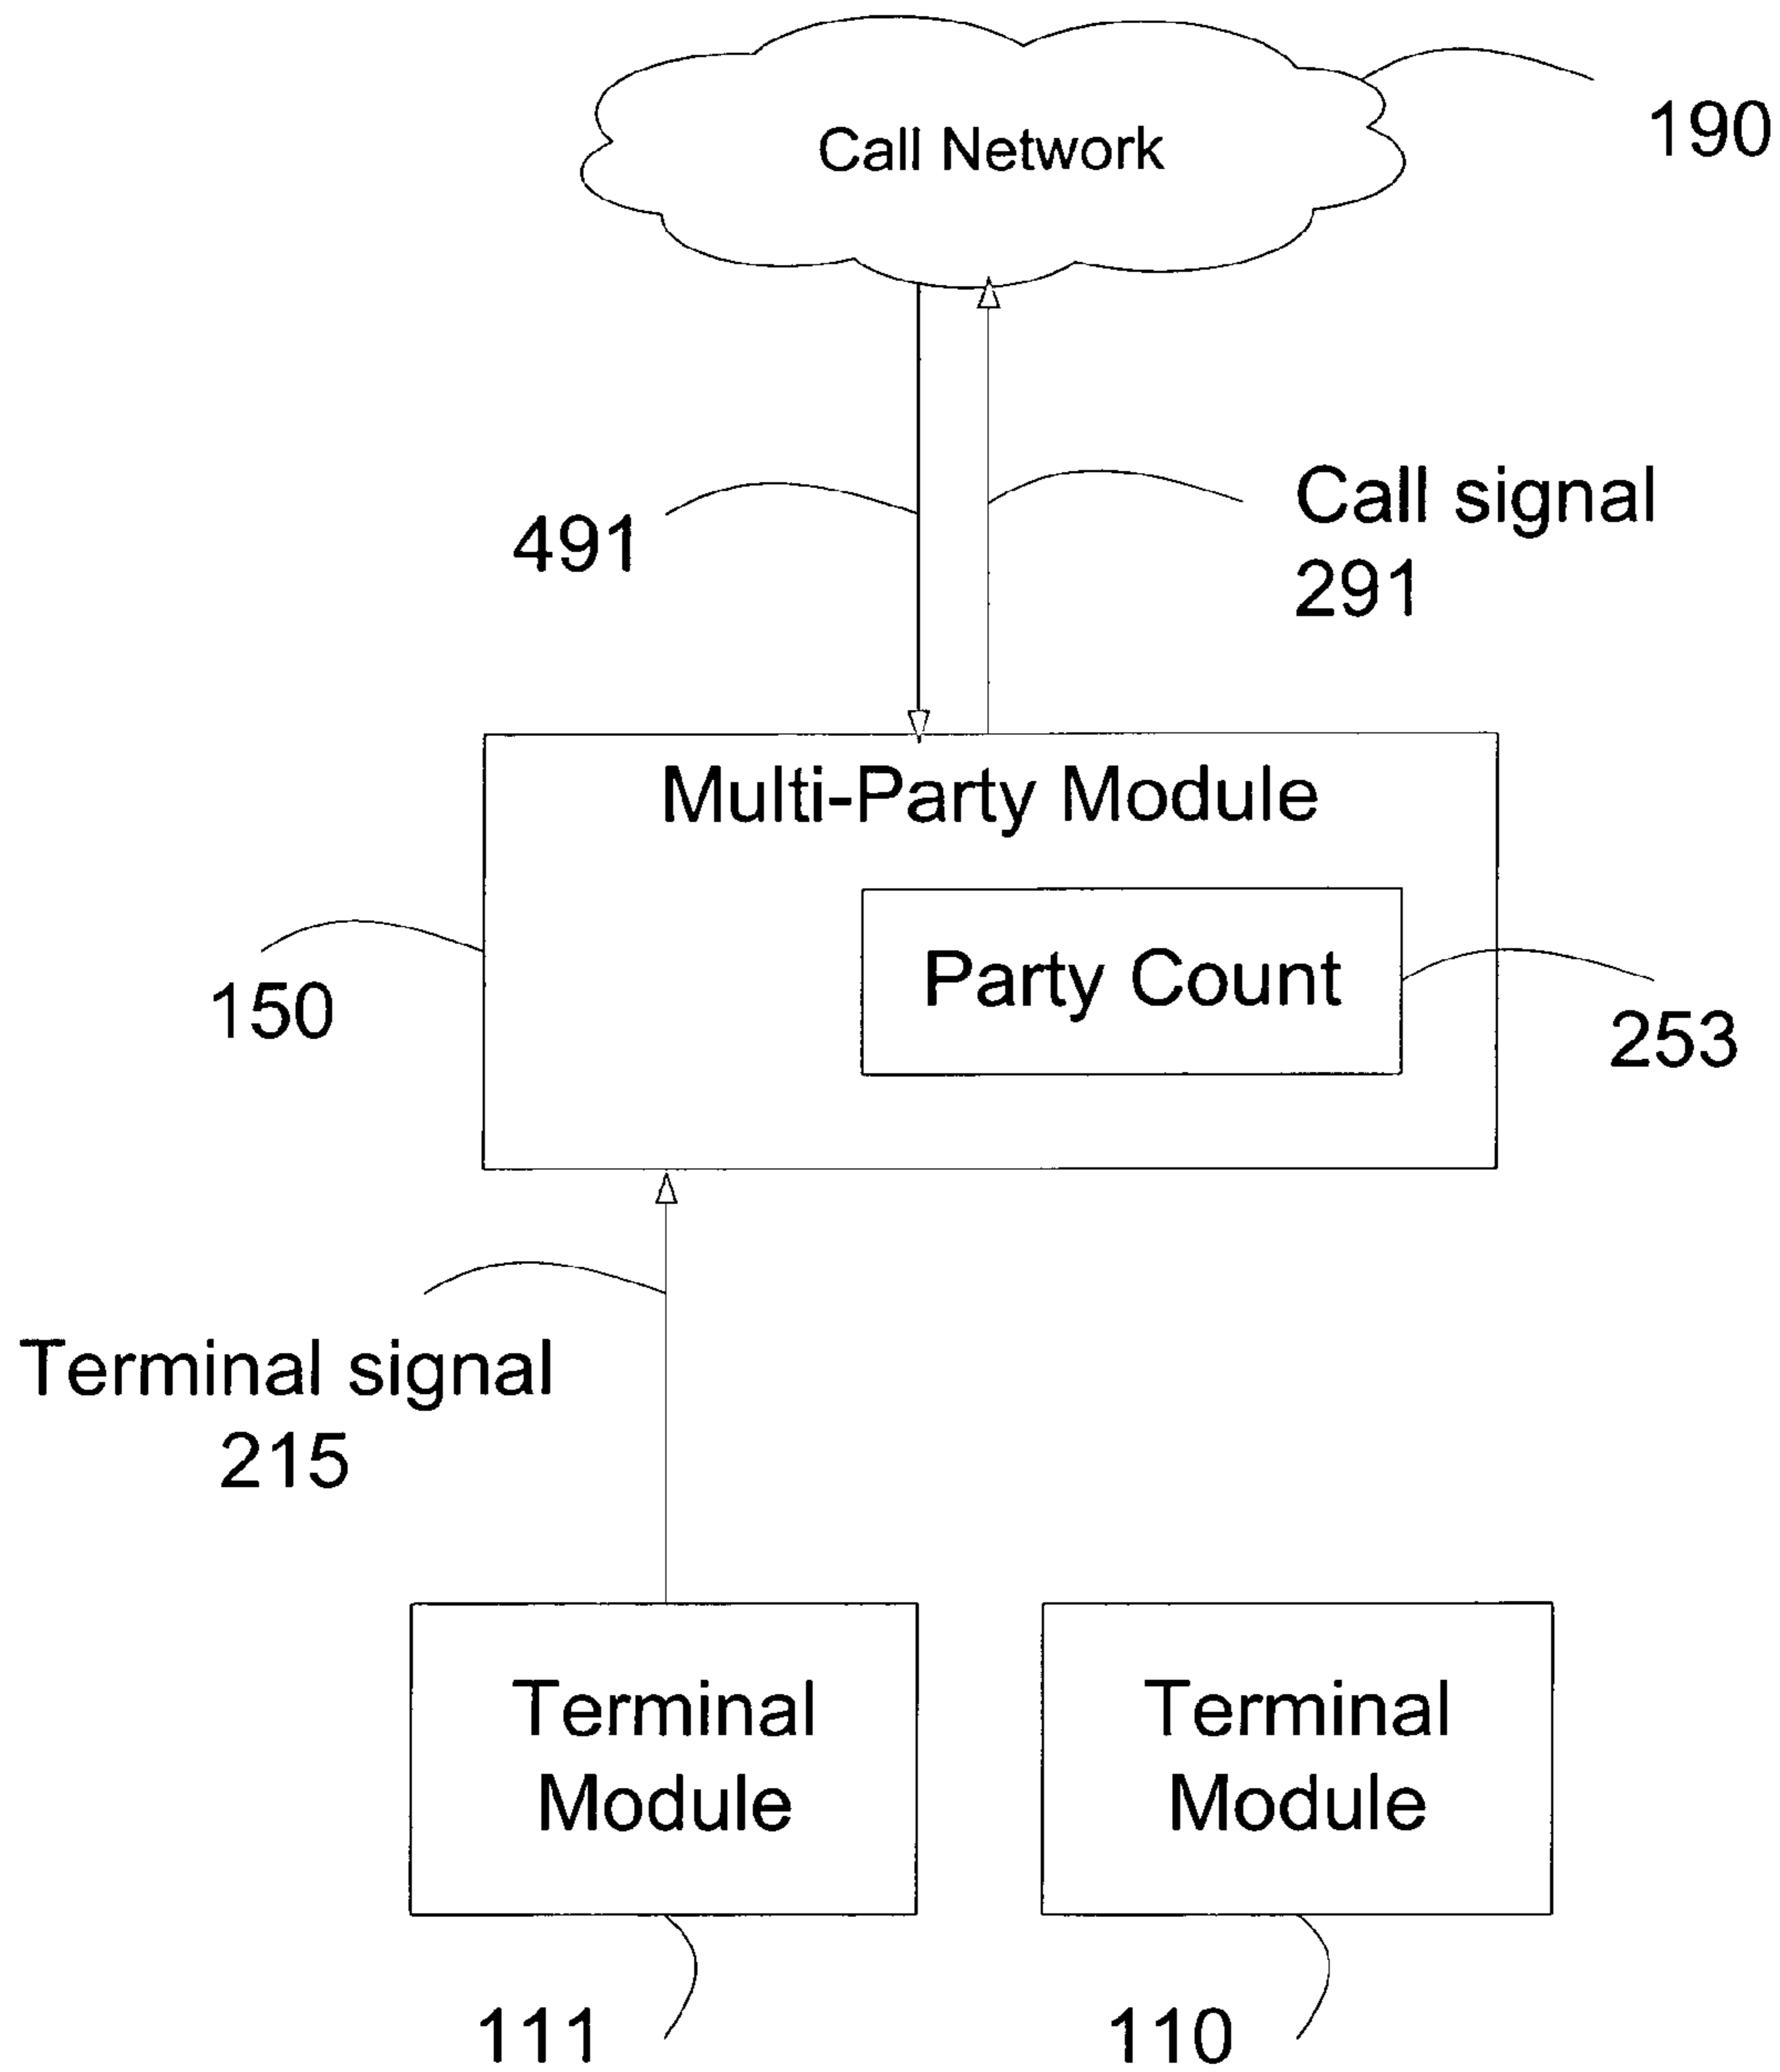 Call Network
190
491
Call signal
291
Multi-Party Module
Party Count
150
253
Terminal signal
215
Terminal
Module
Terminal
Module
111
110